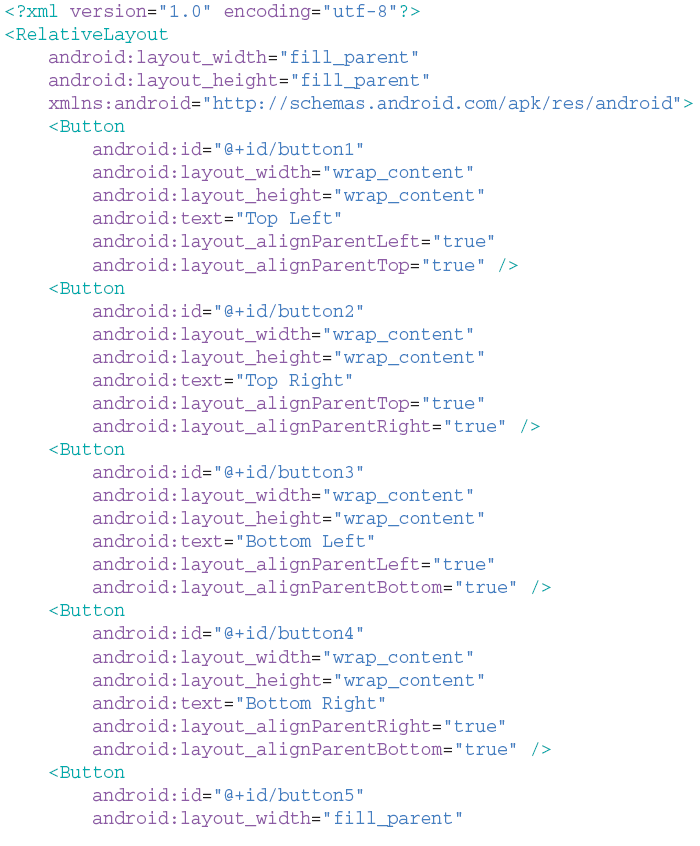 <?xml version="1.0" encoding="utf-8"?>
<RelativeLayout
    android:layout_width="fill_parent"
    android:layout_height="fill_parent"
    xmlns:android="http://schemas.android.com/apk/res/android">
    <Button
        android:id="@+id/button1"
        android:layout_width="wrap_content"
        android:layout_height="wrap_content"
        android:text="Top Left"
        android:layout_alignParentLeft="true"
        android:layout_alignParentTop="true" />
    <Button
        android:id="@+id/button2"
        android:layout_width="wrap_content"
        android:layout_height="wrap_content"
        android:text="Top Right"
        android:layout_alignParentTop="true"
        android:layout_alignParentRight="true" />
    <Button
        android:id="@+id/button3"
        android:layout_width="wrap_content"
        android:layout_height="wrap_content"
        android:text="Bottom Left"
        android:layout_alignParentLeft="true"
        android:layout_alignParentBottom="true" />
    <Button
        android:id="@+id/button4"
        android:layout_width="wrap_content"
        android:layout_height="wrap_content"
        android:text="Bottom Right"
        android:layout_alignParentRight="true"
        android:layout_alignParentBottom="true" />
    <Button
        android:id="@+id/button5"
        android:layout_width="fill_parent"